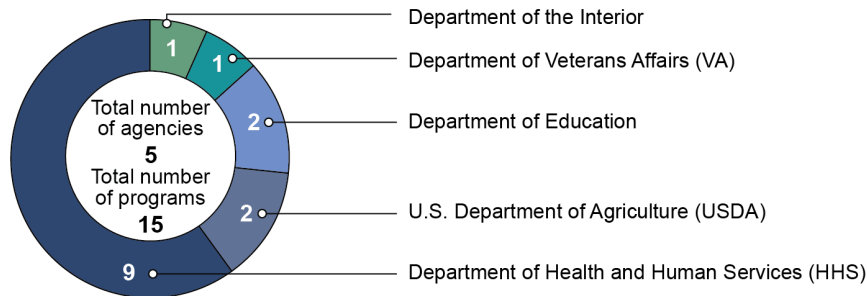 Department of the Interior
1
1
Department of Veterans Affairs (VA)
2
Department of Education
Total number
of agencies
5
Total number
of programs
15
2
U.S. Department of Agriculture (USDA)
9
Department of Health and Human Services (HHS)